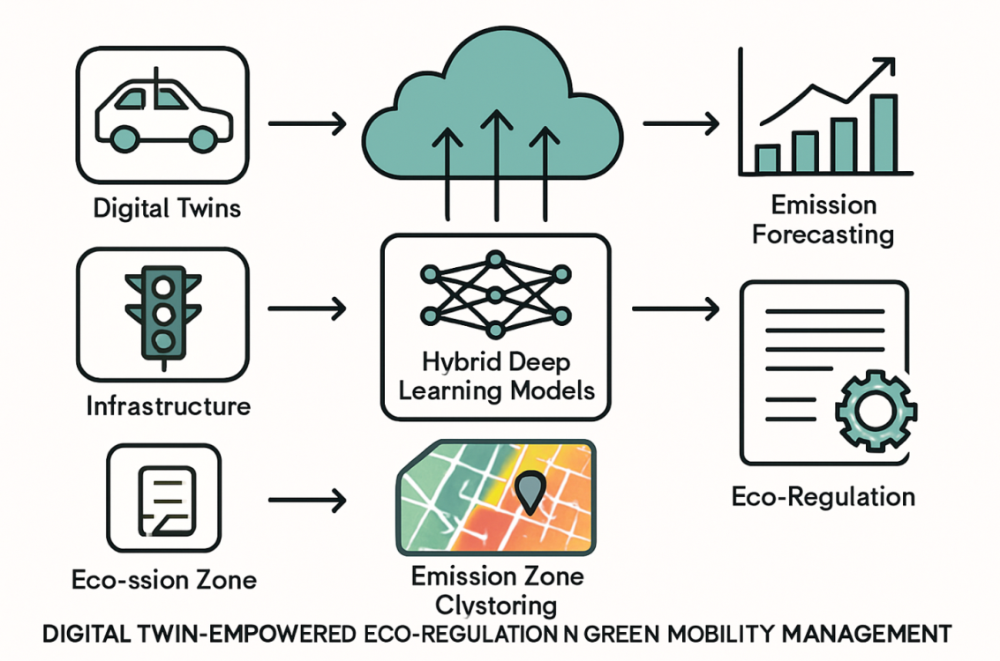 Digital Twins
Emission
Forecasting
Infrastructure
Hybrid Deep
Learning Models
Eco-Regulation
Eco-ssion Zone
Emission Zone
Clystoring
DIGITAL TWIN-EMPOWERED ECO-REGULATION N GREEN MOBILITY MANAGEMENT